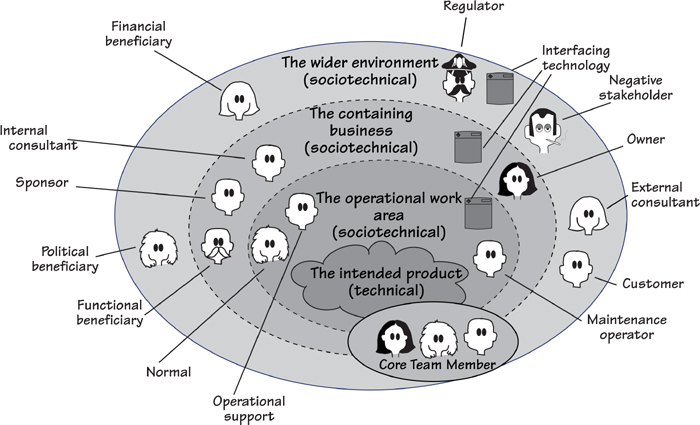 Regulator
Financial
beneficiary
The wider environment
(sociotechnical)
Interfacing
technology
Negative
stakeholder
The containing
business
(sociotechnical)
Internal
consultant
Owner
Sponsor
The operational work
area
(sociotechnical)
External
consultant
Political
beneficiary
The intended product
(technical)
Customer
Functional
beneficiary
Maintenance
operator
Normal
Core Team Member
Operational
support